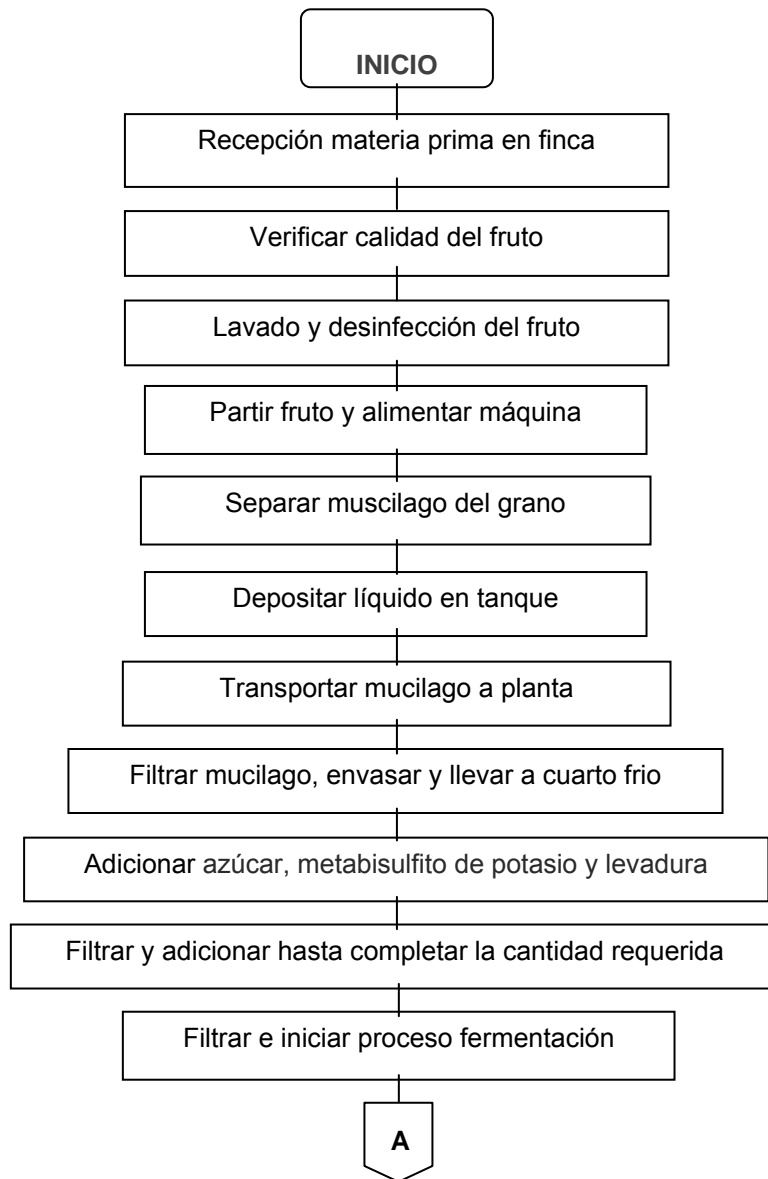 INICIO
Recepción materia prima en finca
Verificar calidad del fruto
Lavado y desinfección del fruto
Partir fruto y alimentar máquina
Separar muscilago del grano
Depositar líquido en tanque
Transportar mucilago a planta
Filtrar mucilago, envasar y llevar a cuarto frio
Adicionar azúcar, metabisulfito de potasio y levadura
Filtrar y adicionar hasta completar la cantidad requerida
Filtrar e iniciar proceso fermentación
A